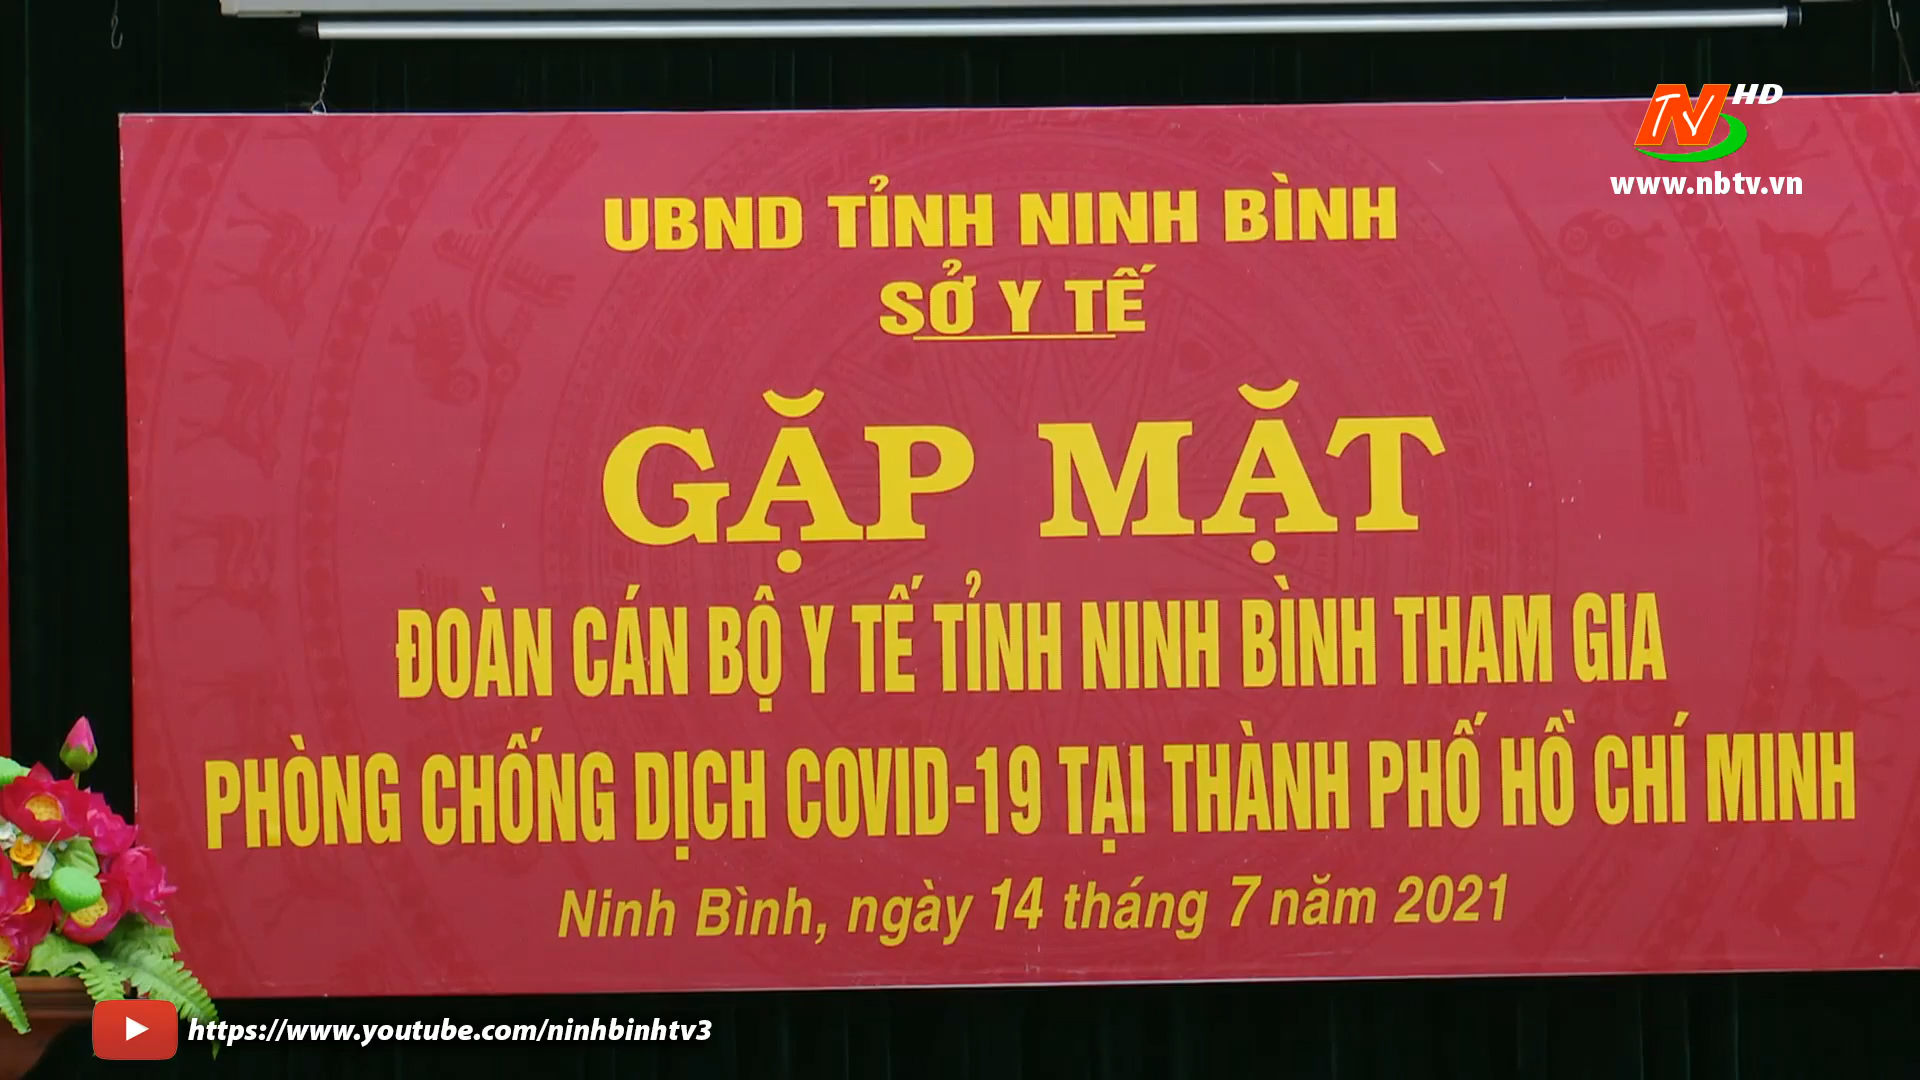 NTV HD
www.nbtv.vn
UBND TỈNH NINH BÌNH
SỞ Y TẾ
GẶP MẶT
ĐOÀN CÁN BỘ Y TẾ TỈNH NINH BÌNH THAM GIA
PHÒNG CHỐNG DỊCH COVID-19 TẠI THÀNH PHỐ HỒ CHÍ MINH
Ninh Bình, ngày 14 tháng 7 năm 2021
https://www.youtube.com/ninhbinhtv3